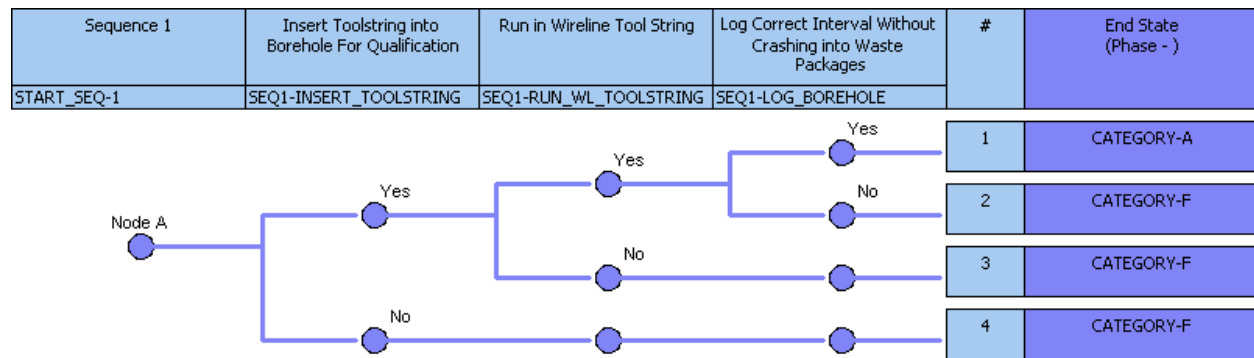 Sequence 1
Insert Toolstring into
Borehole For Qualification
Run in Wireline Tool String
Log Correct Interval Without
Crashing into Waste
Packages
#
End State
(Phase - )
START_SEQ-1
SEQ1-INSERT_TOOLSTRING
SEQ1-RUN_WL_TOOLSTRING
SEQ1-LOG_BOREHOLE
Yes
1
CATEGORY-A
Yes
Yes
No
2
CATEGORY-F
Node A
No
3
CATEGORY-F
No
4
CATEGORY-F